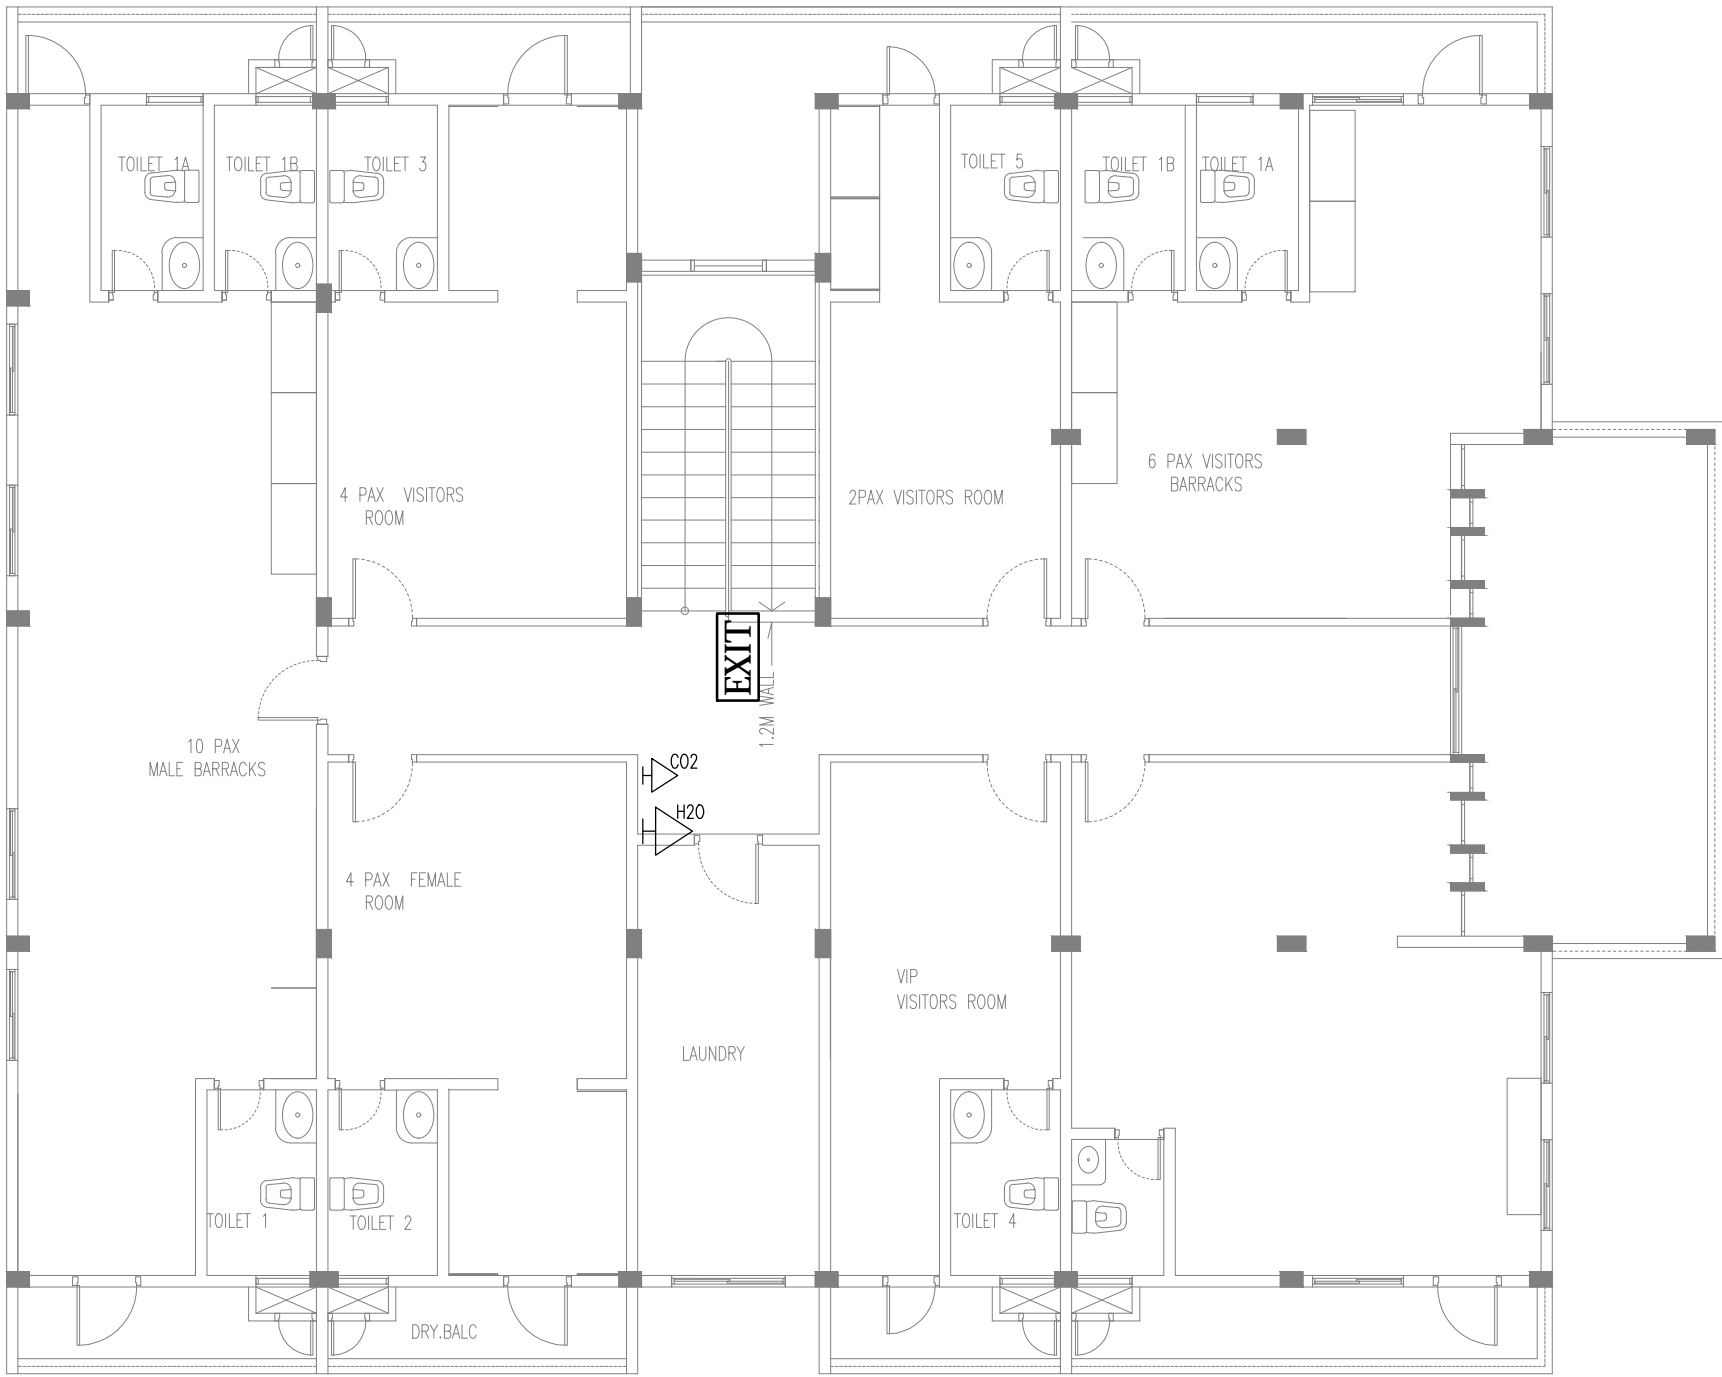 TOILET 1A
TOILET 1B
TOILET 3
TOILET 5
TOILET 1B
TOILET 1A
4 PAX VISITORS
ROOM
2PAX VISITORS ROOM
6 PAX VISITORS
BARRACKS
EXIT
1.2M WALL
10 PAX
MALE BARRACKS
CO2
H2O
4 PAX FEMALE
ROOM
VIP
VISITORS ROOM
LAUNDRY
TOILET 1
TOILET 2
TOILET 4
DRY.BALC